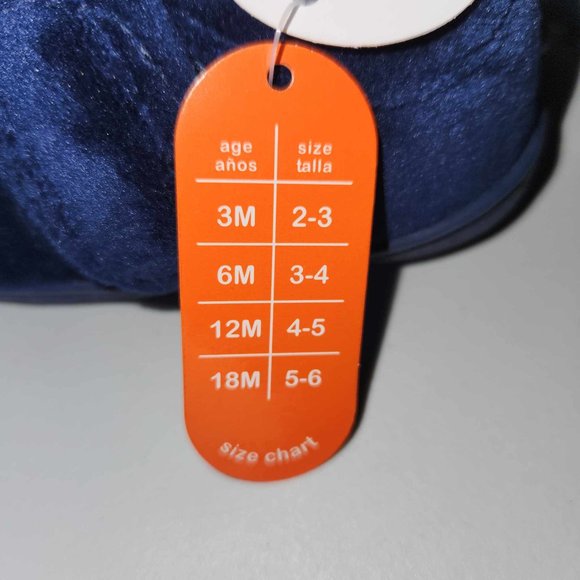 age size
años talla
3M 2-3
6M 3-4
12M 4-5
18M 5-6
size chart